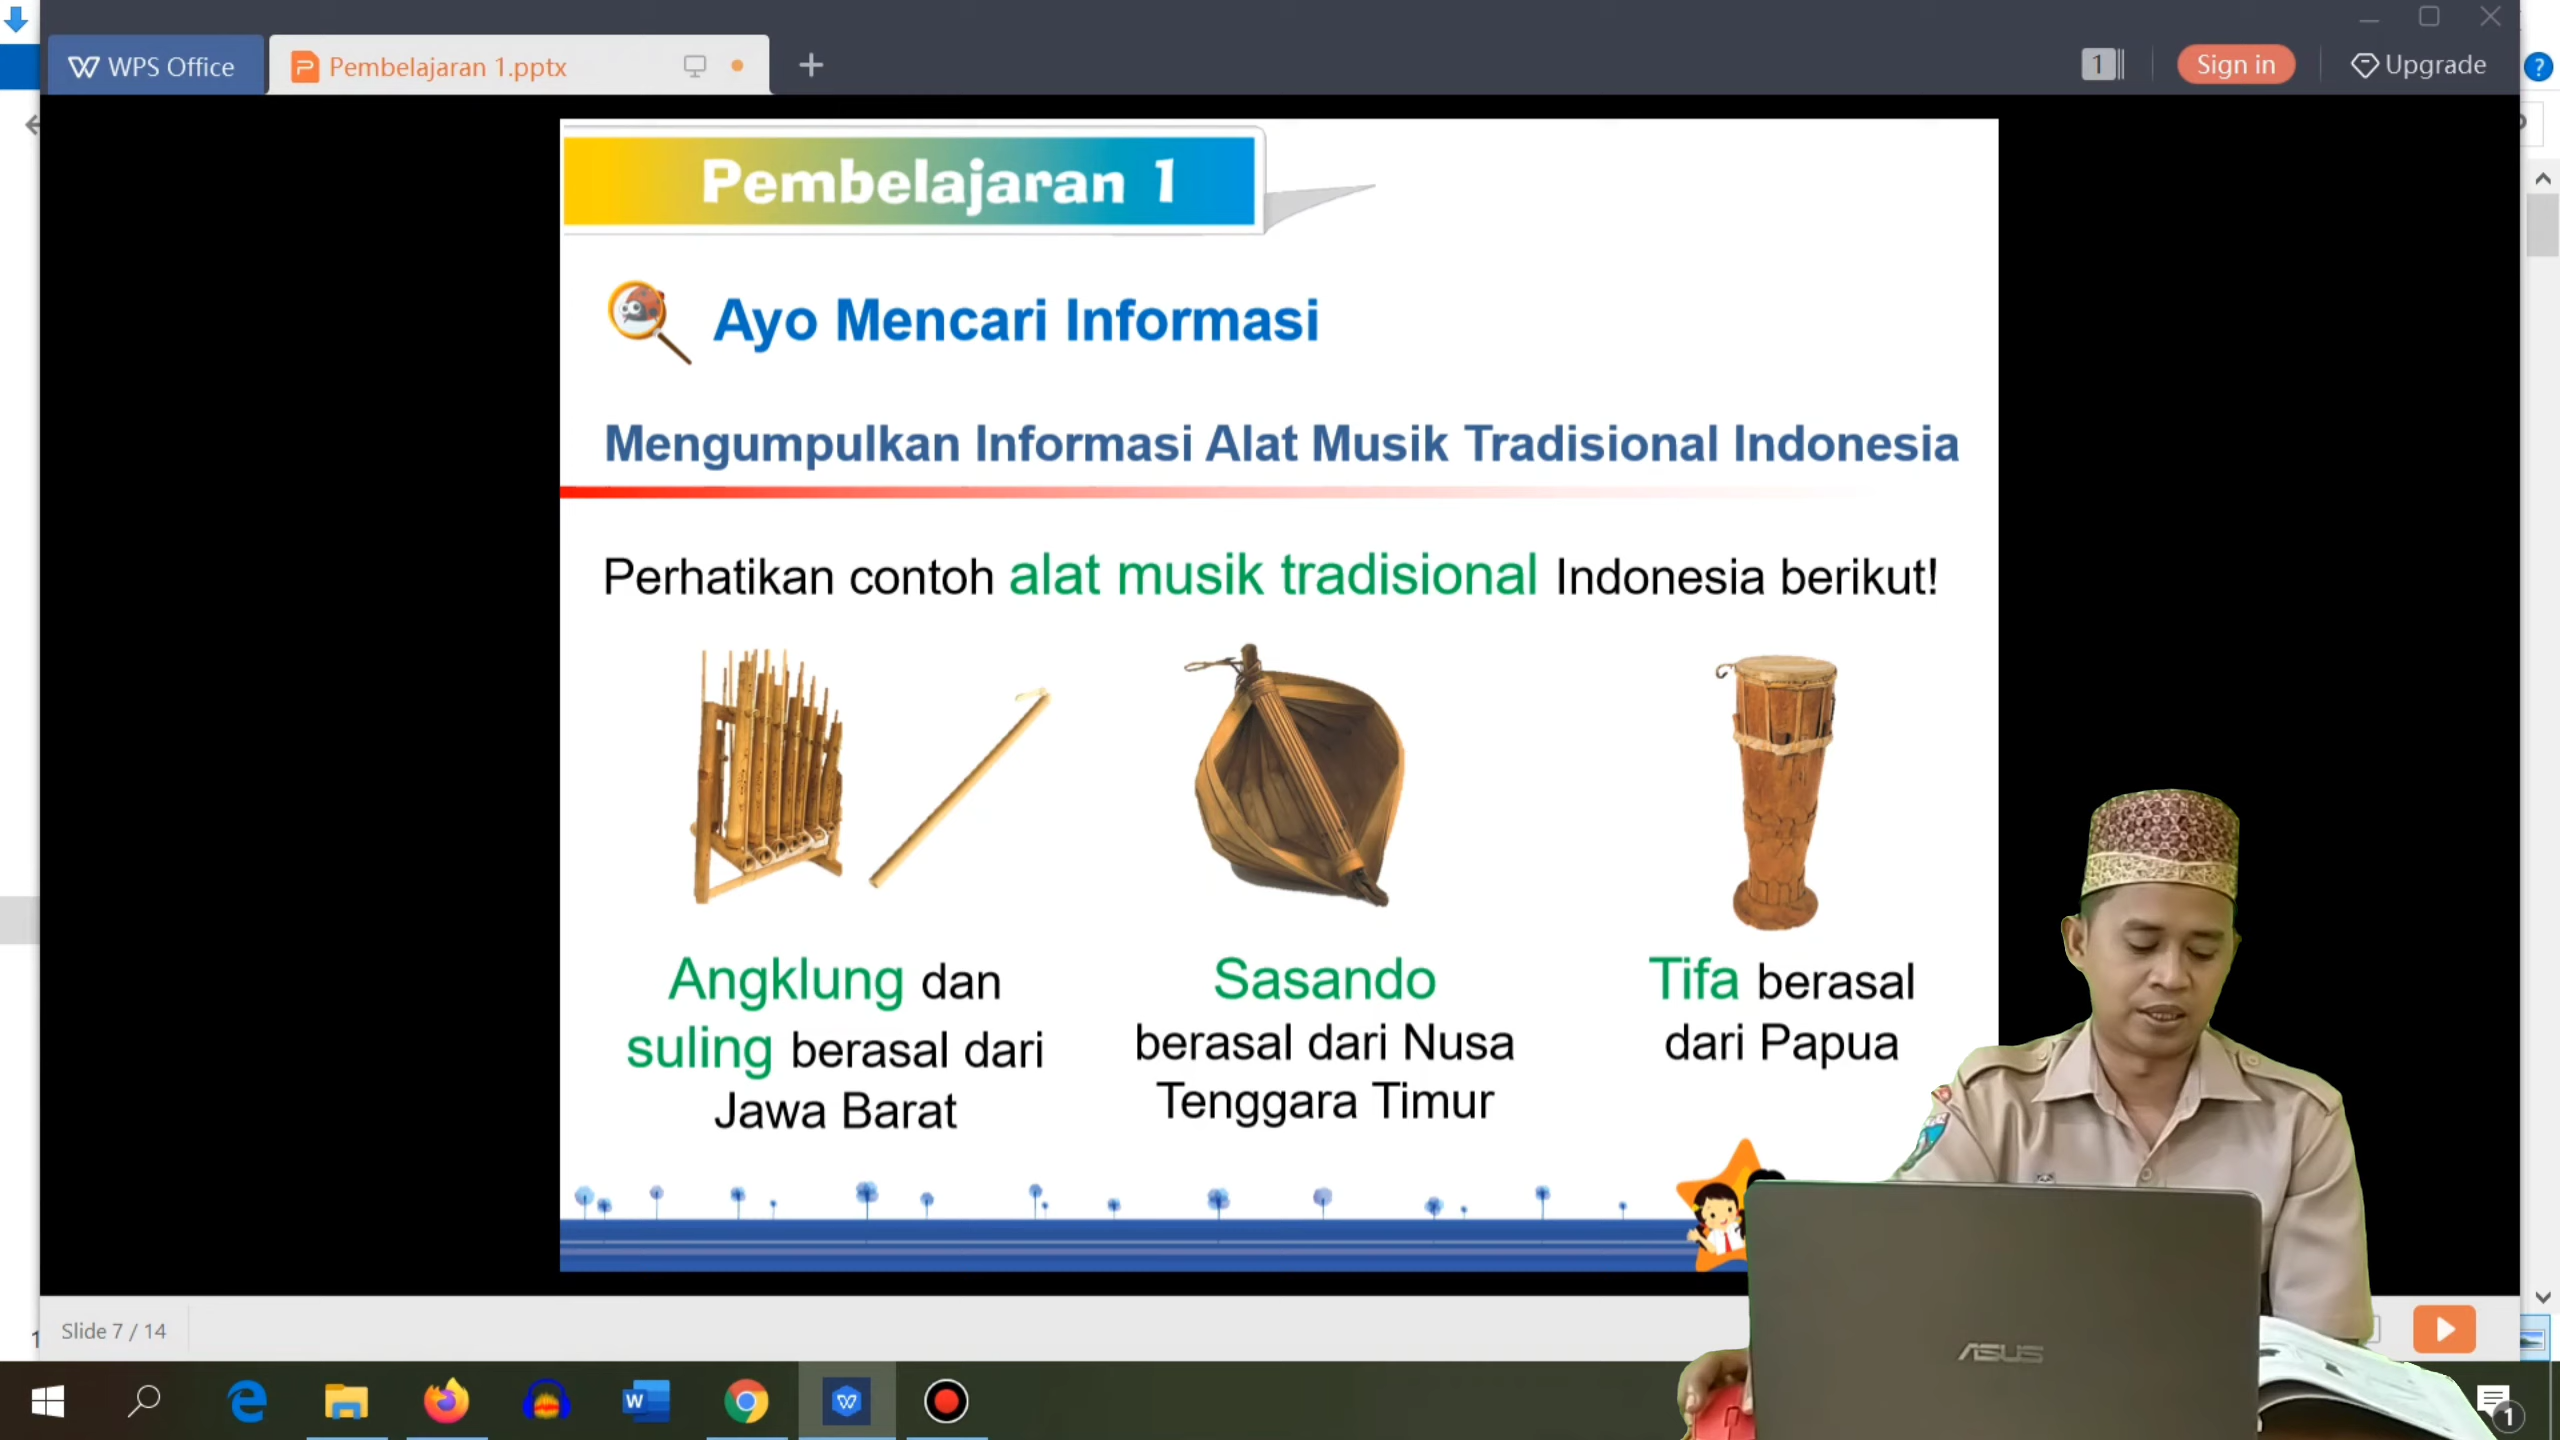 WPS Office
Pembelajaran 1.pptx
1
Sign in
Upgrade
?
Pembelajaran 1
Ayo Mencari Informasi
Mengumpulkan Informasi Alat Musik Tradisional Indonesia
Perhatikan contoh alat musik tradisional Indonesia berikut!
Angklung dan
suling berasal dari
Jawa Barat
Sasando
berasal dari Nusa
Tenggara Timur
Tifa berasal
dari Papua
Slide 7 / 14
ASUS
1